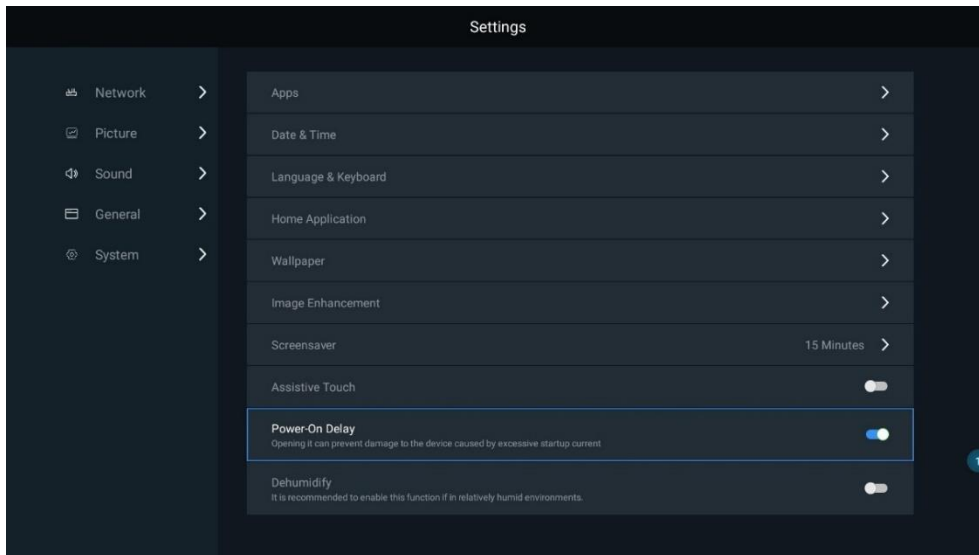 Settings
Network
Picture
Sound
General
System
Apps
Date & Time
Language & Keyboard
Home Application
Wallpaper
Image Enhancement
Screensaver 15 Minutes
Assistive Touch
Power-On Delay
Opening it can prevent damage to the device caused by excessive startup current
Dehumidify
It is recommended to enable this function if in relatively humid environments.